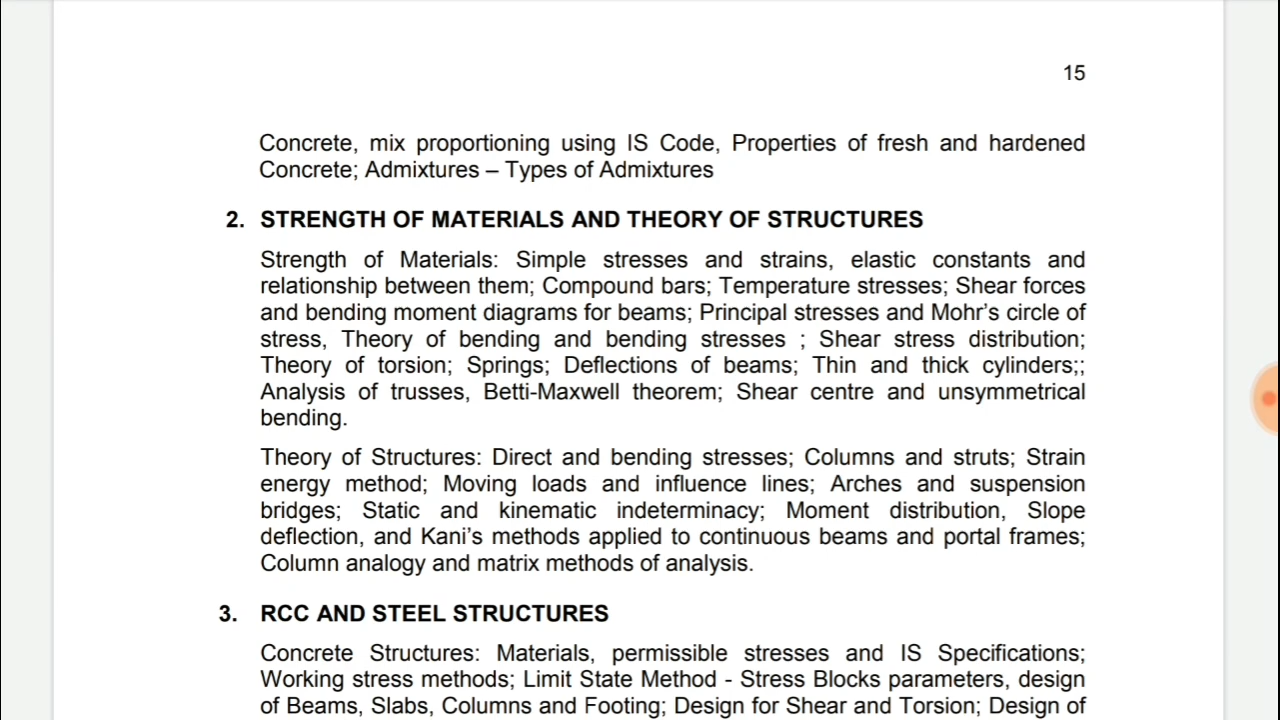 15
Concrete, mix proportioning using IS Code, Properties of fresh and hardened
Concrete; Admixtures – Types of Admixtures
2. STRENGTH OF MATERIALS AND THEORY OF STRUCTURES
Strength of Materials: Simple stresses and strains, elastic constants and
relationship between them; Compound bars; Temperature stresses; Shear forces
and bending moment diagrams for beams; Principal stresses and Mohr's circle of
stress, Theory of bending and bending stresses ; Shear stress distribution;
Theory of torsion; Springs; Deflections of beams; Thin and thick cylinders;;
Analysis of trusses, Betti-Maxwell theorem; Shear centre and unsymmetrical
bending.
Theory of Structures: Direct and bending stresses; Columns and struts; Strain
energy method; Moving loads and influence lines; Arches and suspension
bridges; Static and kinematic indeterminacy; Moment distribution, Slope
deflection, and Kani's methods applied to continuous beams and portal frames;
Column analogy and matrix methods of analysis.
3. RCC AND STEEL STRUCTURES
Concrete Structures: Materials, permissible stresses and IS Specifications;
Working stress methods; Limit State Method - Stress Blocks parameters, design
of Beams, Slabs, Columns and Footing; Design for Shear and Torsion; Design of